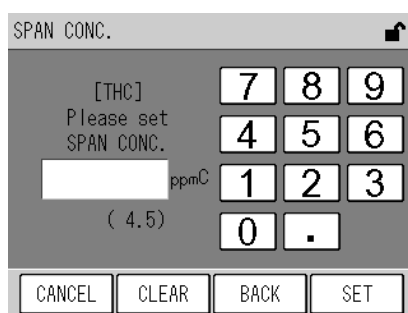 SPAN CONC.
[THC]
Please set
SPAN CONC.
ppmC
( 4.5)
7 8 9
4 5 6
1 2 3
0 .
CANCEL CLEAR BACK SET